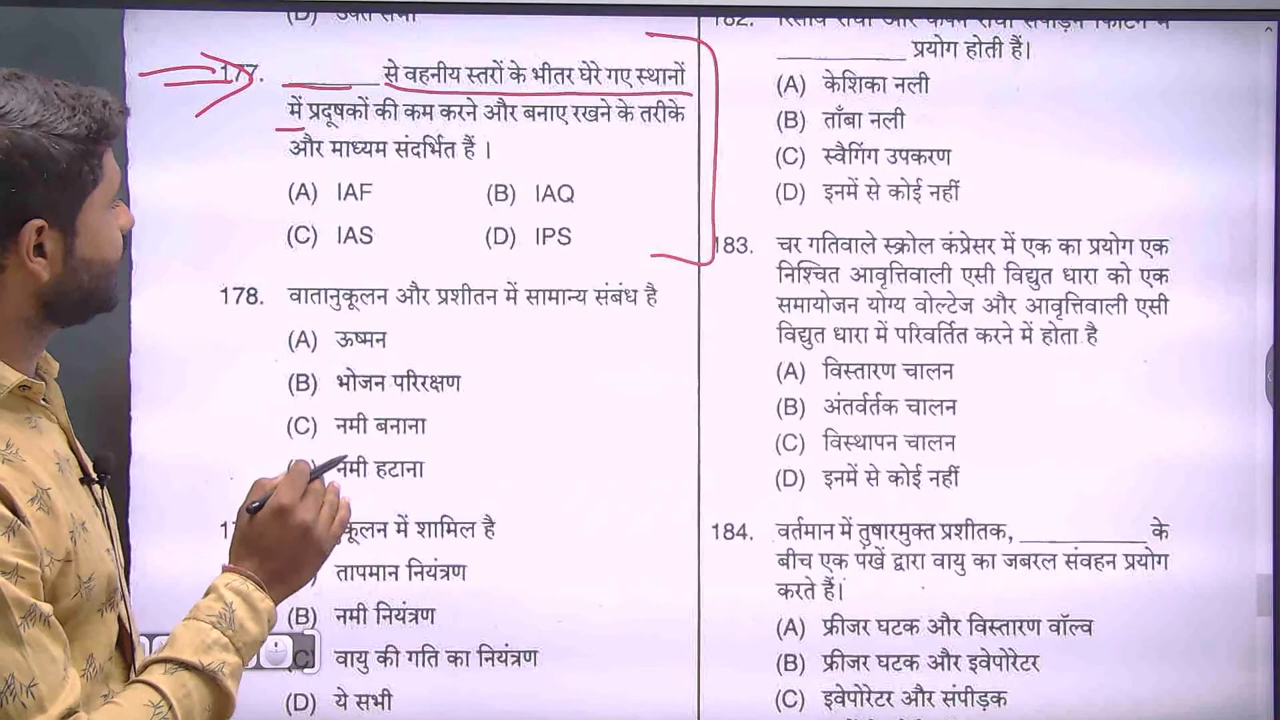 177. ________ से वहनीय स्तरों के भीतर घेरे गए स्थानों
में प्रदूषकों की कम करने और बनाए रखने के तरीके
और माध्यम संदर्भित हैं ।
(A) IAF (B) IAQ
(C) IAS (D) IPS
178. वातानुकूलन और प्रशीतन में सामान्य संबंध है
(A) ऊष्मन
(B) भोजन परिरक्षण
(C) नमी बनाना
नमी हटाना
में शामिल है
तापमान नियंत्रण
(B) नमी नियंत्रण
(C) वायु की गति का नियंत्रण
(D) ये सभी
________ प्रयोग होती हैं।
(A) केशिका नली
(B) ताँबा नली
(C) स्वैगिंग उपकरण
(D) इनमें से कोई नहीं
183. चर गतिवाले स्क्रोल कंप्रेसर में एक का प्रयोग एक
निश्चित आवृत्तिवाली एसी विद्युत धारा को एक
समायोजन योग्य वोल्टेज और आवृत्तिवाली एसी
विद्युत धारा में परिवर्तित करने में होता है
(A) विस्तारण चालन
(B) अंतर्वर्तक चालन
(C) विस्थापन चालन
(D) इनमें से कोई नहीं
184. वर्तमान में तुषारमुक्त प्रशीतक, ________ के
बीच एक पंखें द्वारा वायु का जबरल संवहन प्रयोग
करते हैं।
(A) फ्रीजर घटक और विस्तारण वॉल्व
(B) फ्रीजर घटक और इवेपोरेटर
(C) इवेपोरेटर और संपीड़क